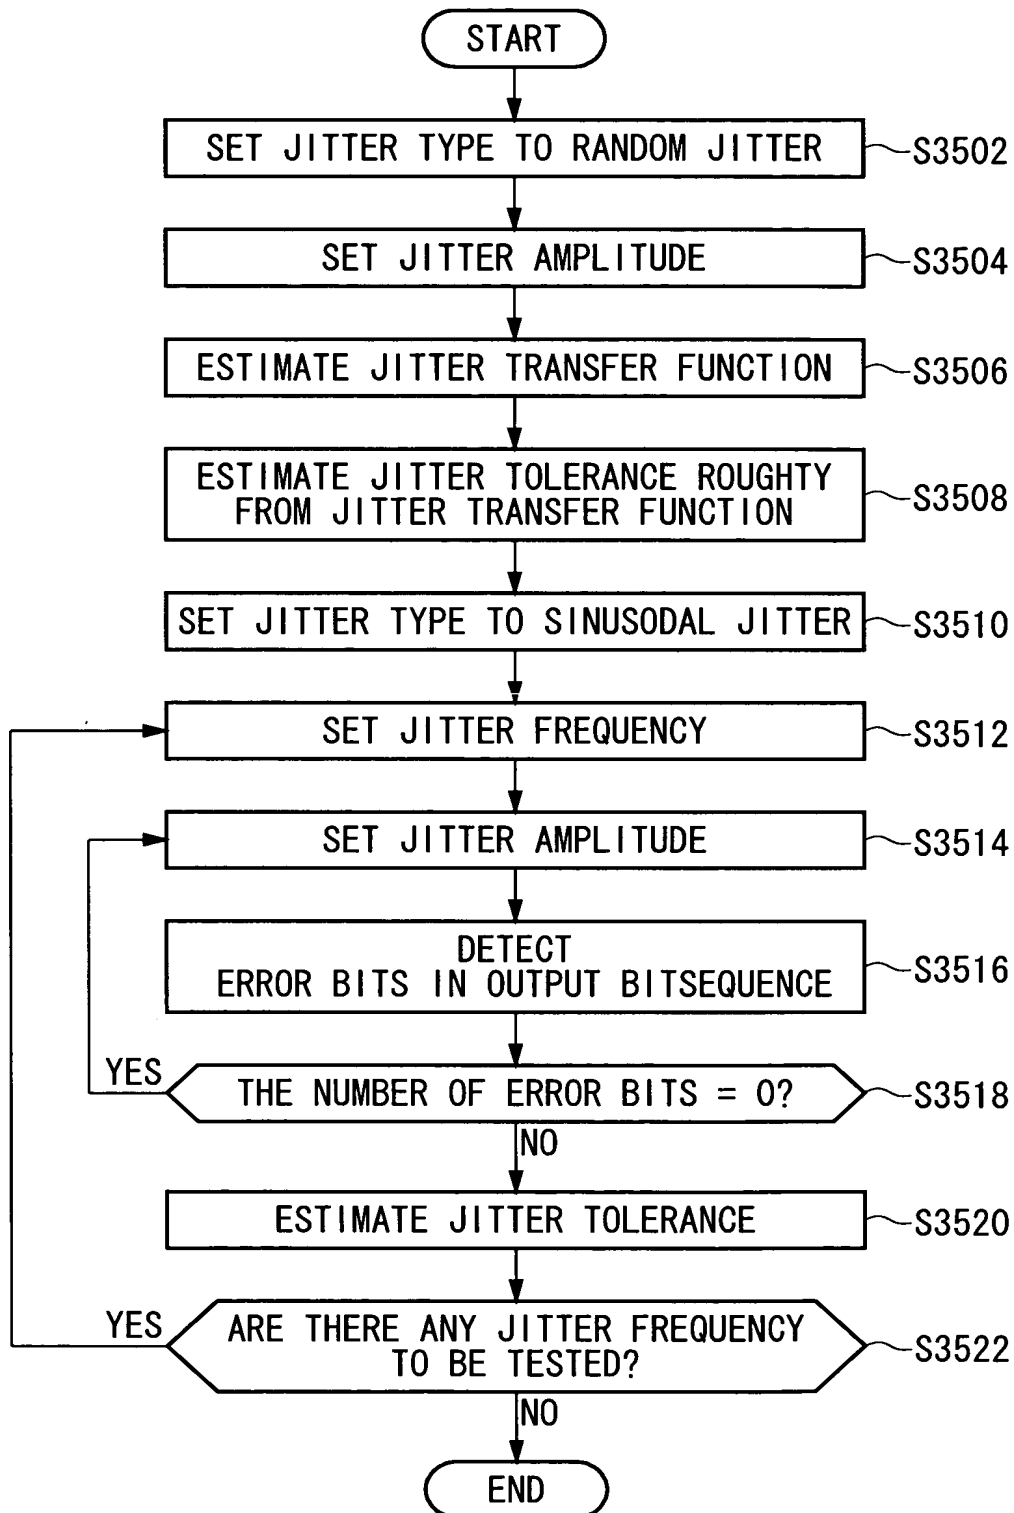 START
SET JITTER TYPE TO RANDOM JITTER
S3502
SET JITTER AMPLITUDE
S3504
ESTIMATE JITTER TRANSFER FUNCTION
S3506
ESTIMATE JITTER TOLERANCE ROUGHTY
FROM JITTER TRANSFER FUNCTION
S3508
SET JITTER TYPE TO SINUSODAL JITTER
S3510
SET JITTER FREQUENCY
S3512
SET JITTER AMPLITUDE
S3514
DETECT
ERROR BITS IN OUTPUT BITSEQUENCE
S3516
YES
THE NUMBER OF ERROR BITS = 0?
S3518
NO
ESTIMATE JITTER TOLERANCE
S3520
YES
ARE THERE ANY JITTER FREQUENCY
TO BE TESTED?
S3522
NO
END